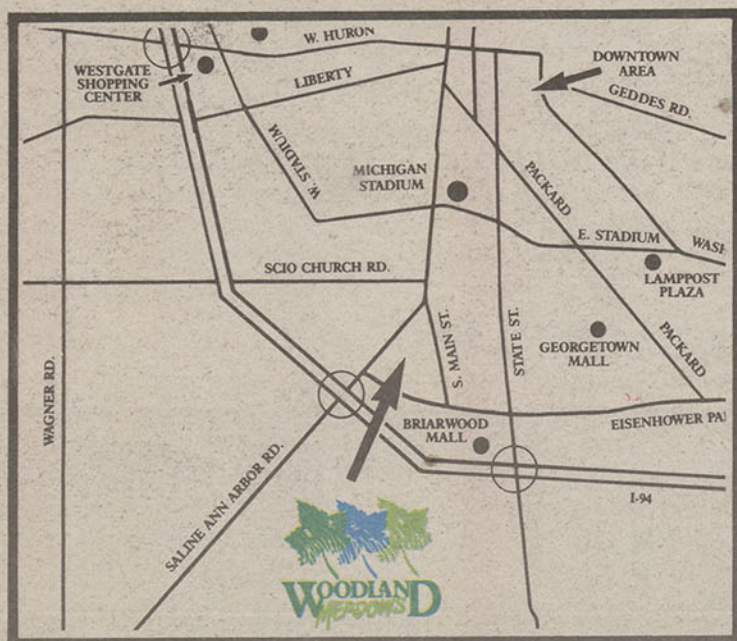 W. HURON
WESTGATE
SHOPPING
CENTER
LIBERTY
DOWNTOWN
AREA
GEDDES RD.
W. STADIUM
MICHIGAN
STADIUM
PACKARD
E. STADIUM
WASH
SCIO CHURCH RD.
LAMPPOST
PLAZA
WAGNER RD.
S. MAIN ST.
STATE ST.
GEORGETOWN
MALL
PACKARD
BRIARWOOD
MALL
EISENHOWER PA
SALINE ANN ARBOR RD.
I-94
WOODLAND
MEADOWS